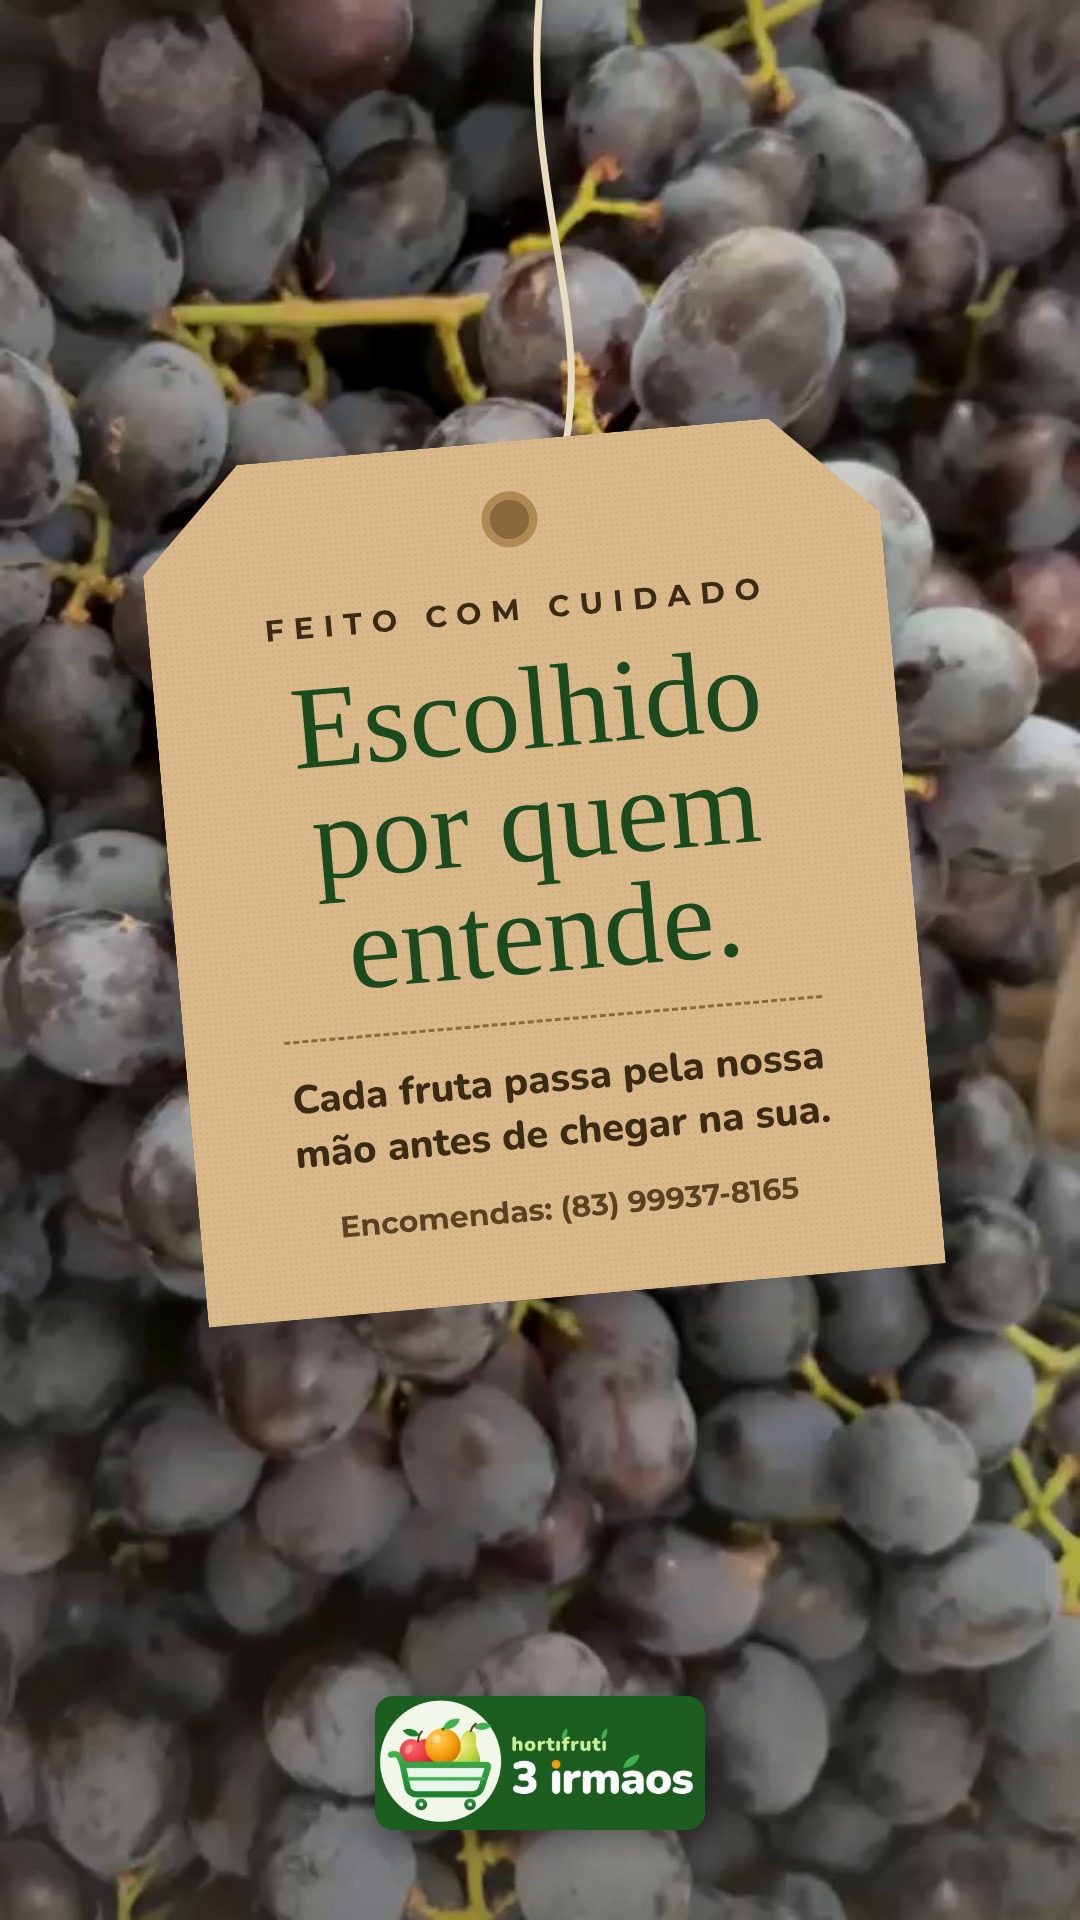 FEITO COM CUIDADO
Escolhido
por quem
entende.
Cada fruta passa pela nossa
mão antes de chegar na sua.
Encomendas: (83) 99937-8165
hortifruti
3 irmãos